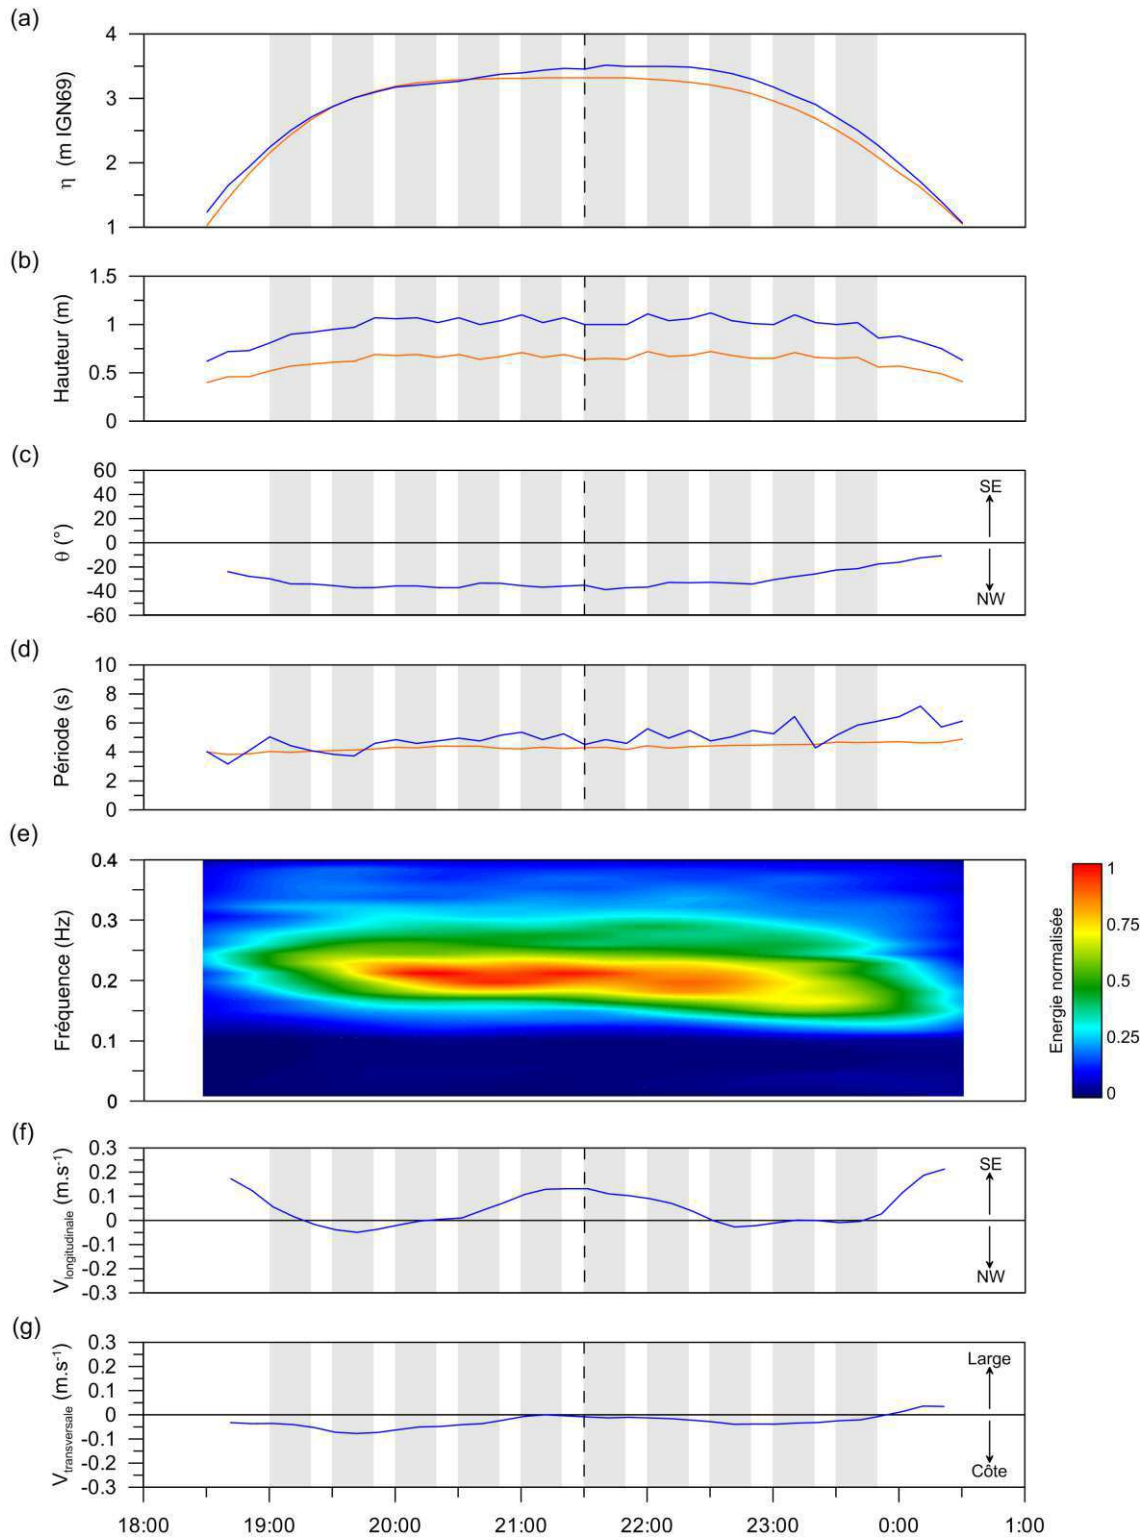 (a)
4
3
2
1
η (m IGN69)
(b)
1.5
1
0.5
0
Hauteur (m)
(c)
60
40
20
0
-20
-40
-60
θ (°)
SE
NW
(d)
10
8
6
4
2
0
Période (s)
(e)
0.4
0.3
0.2
0.1
0
Fréquence (Hz)
Energie normalisée
1
0.75
0.5
0.25
0
(f)
0.3
0.2
0.1
0
-0.1
-0.2
-0.3
V longitudinale (m.s⁻¹)
SE
NW
(g)
0.3
0.2
0.1
0
-0.1
-0.2
-0.3
V transversale (m.s⁻¹)
Large
Côte
18:00 19:00 20:00 21:00 22:00 23:00 0:00 1:00